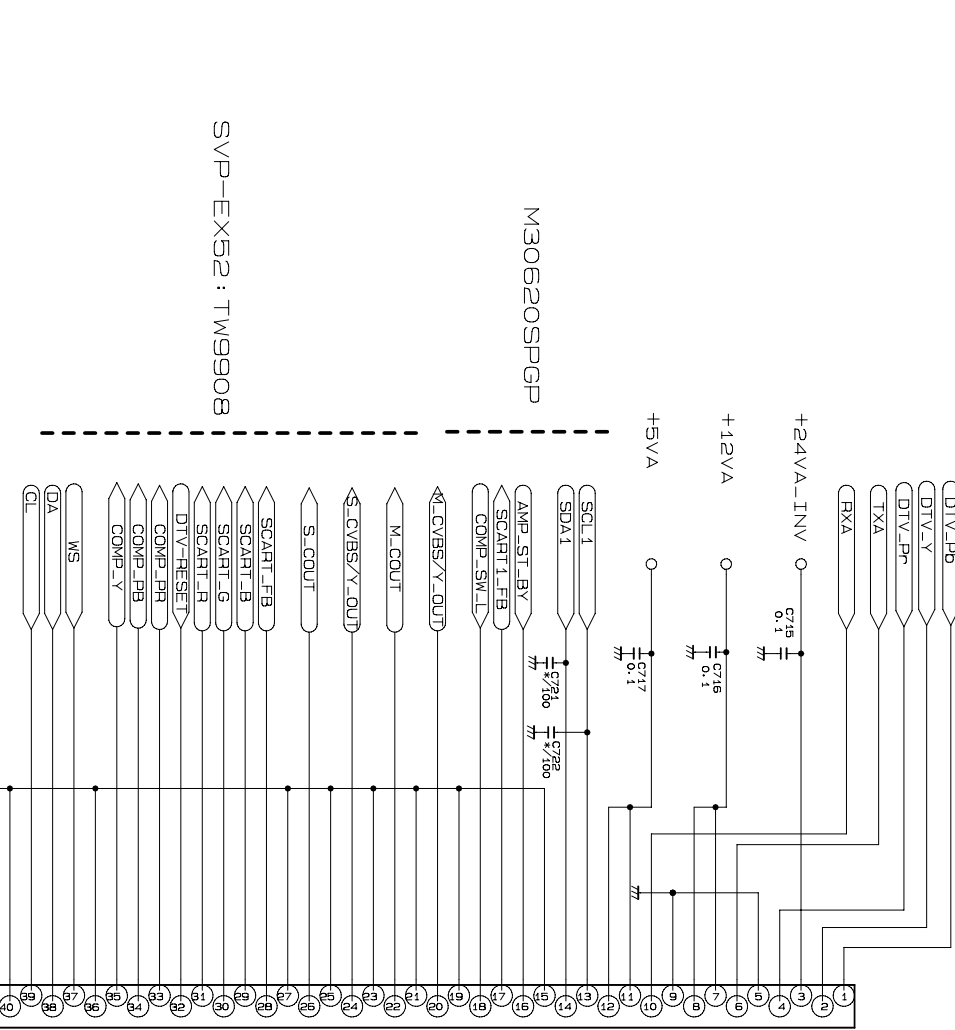 SVP-EX52:TW9908
M30620SPGP
+5VA
+12VA
+24VA_INV
CL
DA
WS
COMP_Y
COMP_PB
COMP_PR
DTV-RESET
SCART_R
SCART_G
SCART_B
SCART_FB
S_COUT
S_CVBS/Y_OUT
M_COUT
M_CVBS/Y_OUT
COMP_SW_L
SCART1_FB
AMP_ST_BY
SDA1
SCL1
RXA
TXA
DTV_Pr
DTV_Y
DTV_Pb
C715
0.1
C716
0.1
C717
0.1
C721
*/100
C722
*/100
40
39
38
37
36
35
34
33
32
31
30
29
28
27
26
25
24
23
22
21
20
19
18
17
16
15
14
13
12
11
10
9
8
7
6
5
4
3
2
1